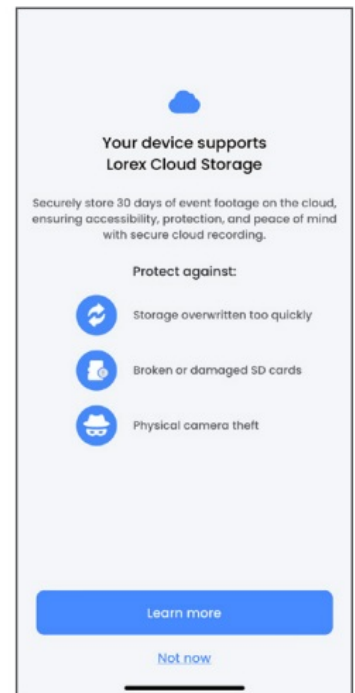 Your device supports
Lorex Cloud Storage
Securely store 30 days of event footage on the cloud,
ensuring accessibility, protection, and peace of mind
with secure cloud recording.
Protect against:
Storage overwritten too quickly
Broken or damaged SD cards
Physical camera theft
Learn more
Not now